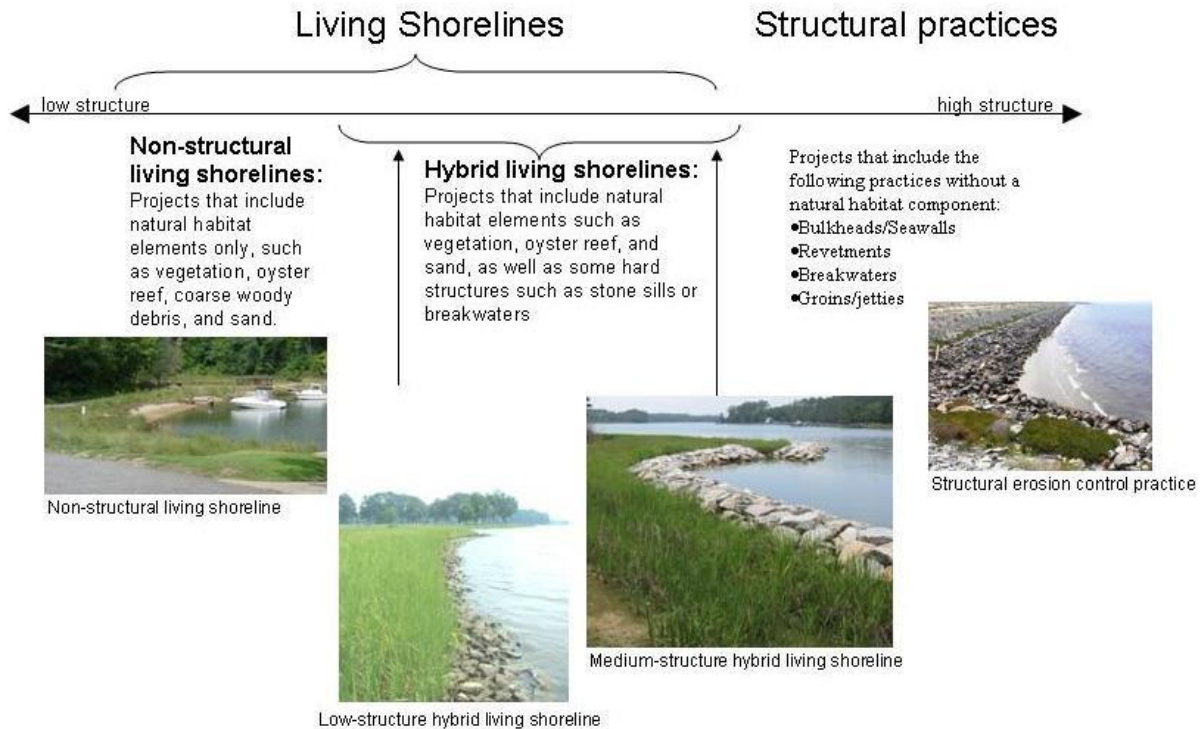 Living Shorelines
Structural practices
low structure
high structure
Non-structural
living shorelines:
Projects that include
natural habitat
elements only, such
as vegetation, oyster
reef, coarse woody
debris, and sand.
Hybrid living shorelines:
Projects that include natural
habitat elements such as
vegetation, oyster reef, and
sand, as well as some hard
structures such as stone sills or
breakwaters
Projects that include the
following practices without a
natural habitat component:
•Bulkheads/Seawalls
•Revetments
•Breakwaters
•Groins/jetties
Non-structural living shoreline
Low-structure hybrid living shoreline
Medium-structure hybrid living shoreline
Structural erosion control practice